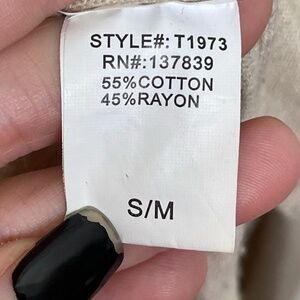 STYLE#: T1973
RN#:137839
55%COTTON
45%RAYON
S/M